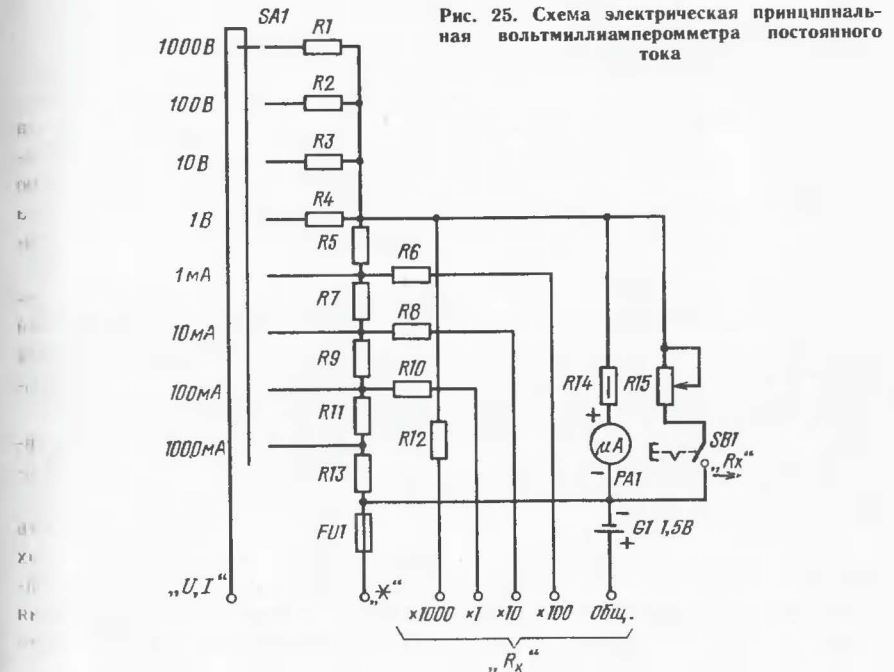 Рис. 25. Схема электрическая принципиаль-
ная вольтмиллиамперомметра постоянного
тока
SA1
1000В
R1
100В
R2
10В
R3
1В
R4
R5
1мА
R6
R7
10мА
R8
R9
100мА
R10
R11
1000мА
R12
R13
R14
R15
+
μА
-
PA1
SB1
„Rx“
FU1
-
G1 1,5В
+
„U,I“
„*“
×1000 ×1 ×10 ×100 Общ.
„Rx“